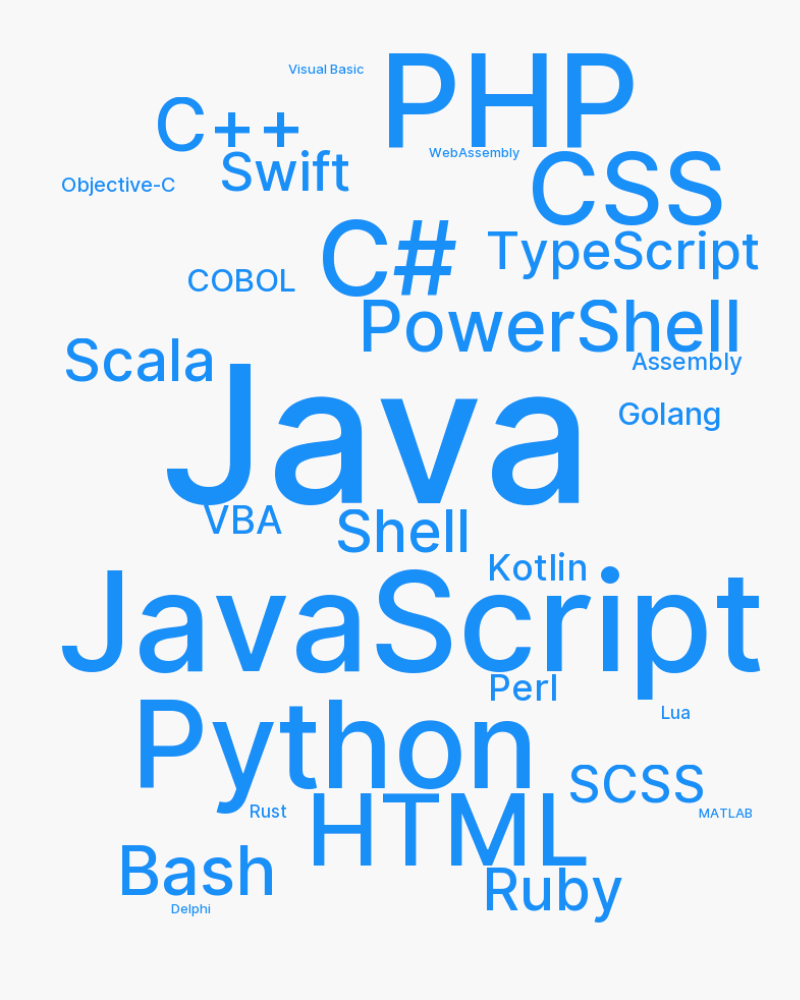 Visual Basic
PHP
C++
WebAssembly
Swift
Objective-C
CSS
C#
TypeScript
COBOL
PowerShell
Scala
Assembly
Java
Golang
VBA
Shell
Kotlin
JavaScript
Perl
Lua
Python
SCSS
Rust
HTML
MATLAB
Bash
Ruby
Delphi